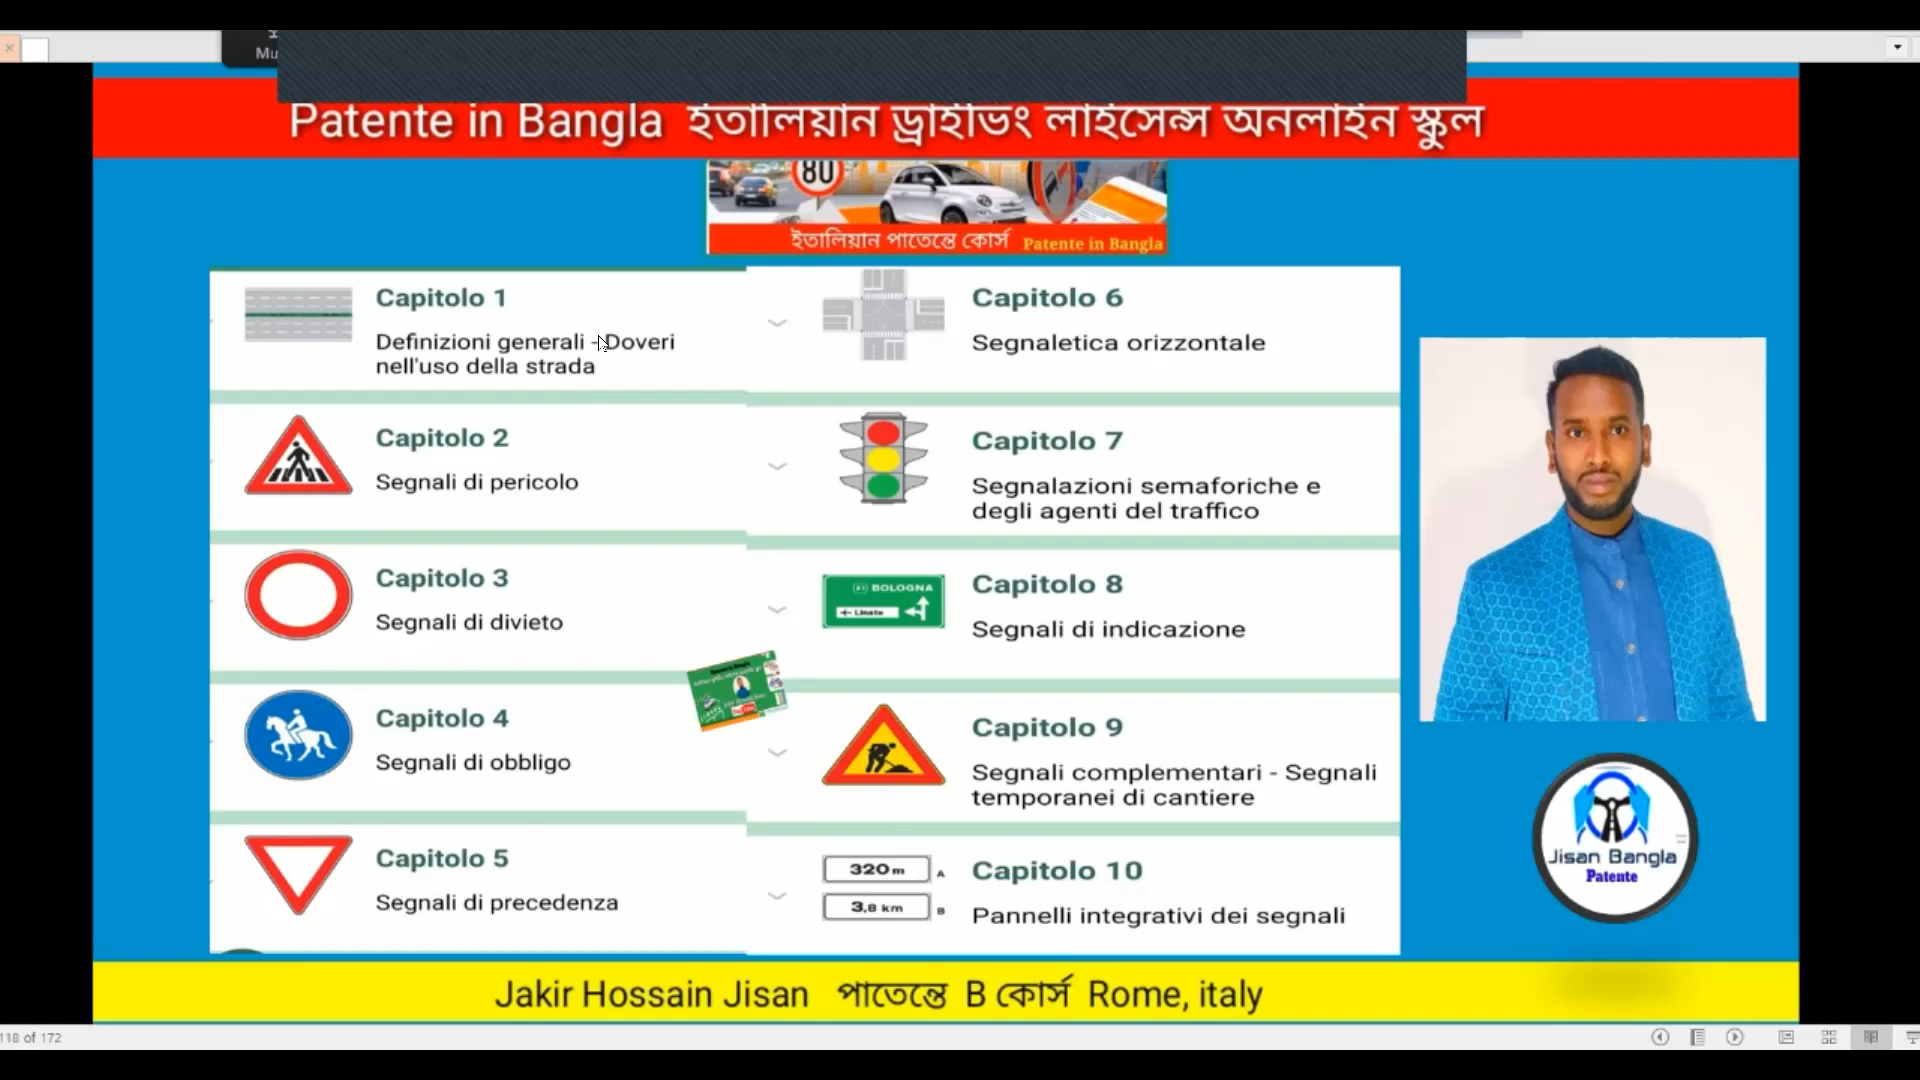 Mu
Patente in Bangla ইতালিয়ান ড্রাইভিং লাইসেন্স অনলাইন স্কুল
80
ইতালিয়ান পাতেন্তে কোর্স Patente in Bangla
Capitolo 1
Definizioni generali - Doveri
nell'uso della strada
Capitolo 2
Segnali di pericolo
Capitolo 3
Segnali di divieto
Capitolo 4
Segnali di obbligo
Capitolo 5
Segnali di precedenza
Capitolo 6
Segnaletica orizzontale
Capitolo 7
Segnalazioni semaforiche e
degli agenti del traffico
BOLOGNA
Linate
Capitolo 8
Segnali di indicazione
Capitolo 9
Segnali complementari - Segnali
temporanei di cantiere
320 m A
3,8 km B
Capitolo 10
Pannelli integrativi dei segnali
Jisan Bangla
Patente
Jakir Hossain Jisan পাতেন্তে B কোর্স Rome, italy
118 of 172